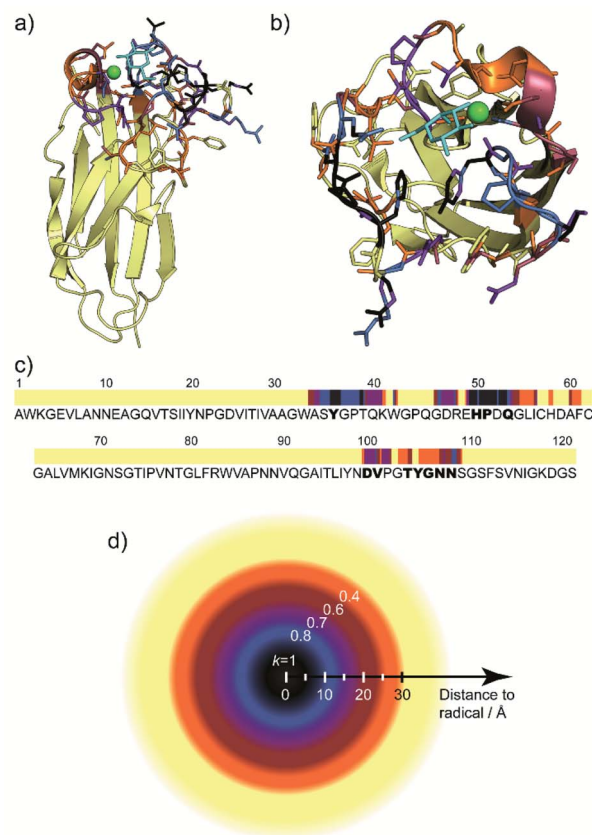 a)
b)
c)
1 10 20 30 40 50 60
AWKGEVLANNEAGQVTSIIYNPGDVITIVAAGWASYGPTQKWGPQGDREHPDQGLICHDAFC
70 80 90 100 110 121
GALVMKIGNSGTIPVNTGLFRWVAPNNVQGAITLIYNDVPGTYGNNSGSFSVNIGKDGS
d)
0.4
0.6
0.7
0.8
k=1
0 10 20 30
Distance to
radical / Å